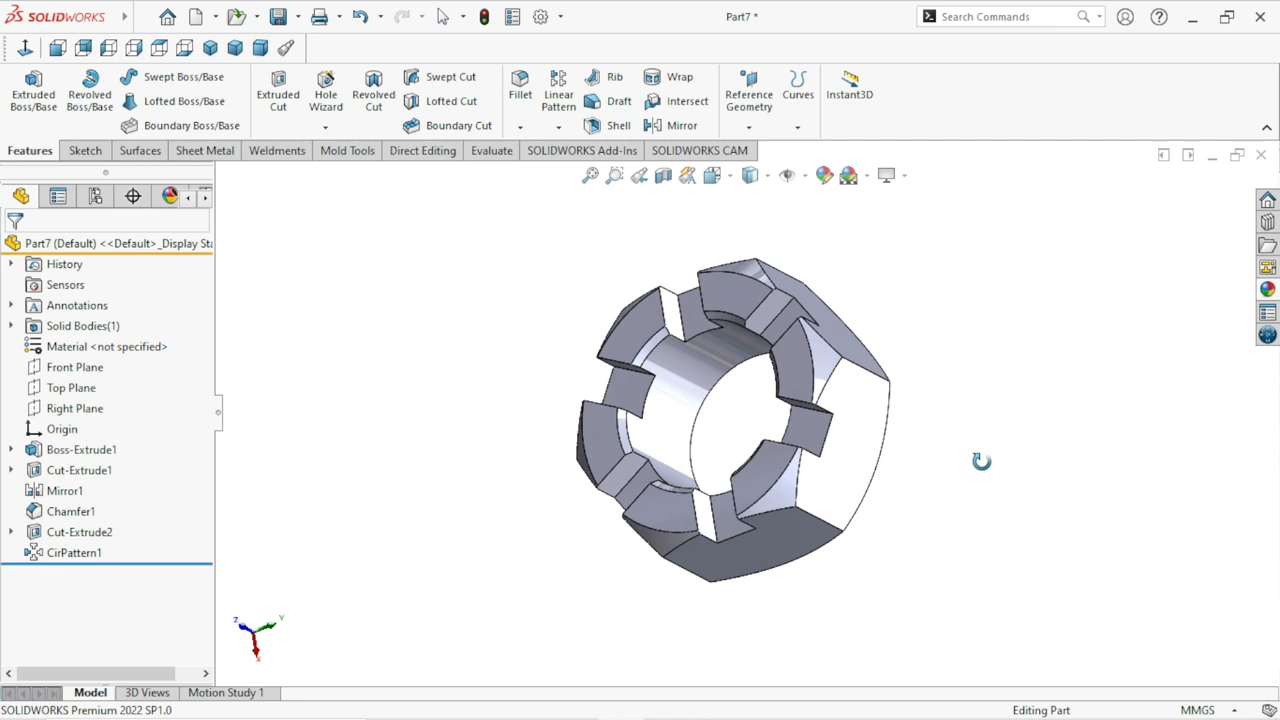 SOLIDWORKS
Part7 *
Search Commands
Extruded Boss/Base
Revolved Boss/Base
Swept Boss/Base
Lofted Boss/Base
Boundary Boss/Base
Extruded Cut
Hole Wizard
Revolved Cut
Swept Cut
Lofted Cut
Boundary Cut
Fillet
Linear Pattern
Rib
Draft
Shell
Wrap
Intersect
Mirror
Reference Geometry
Curves
Instant3D
Features
Sketch
Surfaces
Sheet Metal
Weldments
Mold Tools
Direct Editing
Evaluate
SOLIDWORKS Add-Ins
SOLIDWORKS CAM
Part7 (Default) <<Default>_Display Sta
History
Sensors
Annotations
Solid Bodies(1)
Material <not specified>
Front Plane
Top Plane
Right Plane
Origin
Boss-Extrude1
Cut-Extrude1
Mirror1
Chamfer1
Cut-Extrude2
CirPattern1
Z
Y
X
Model
3D Views
Motion Study 1
SOLIDWORKS Premium 2022 SP1.0
Editing Part
MMGS